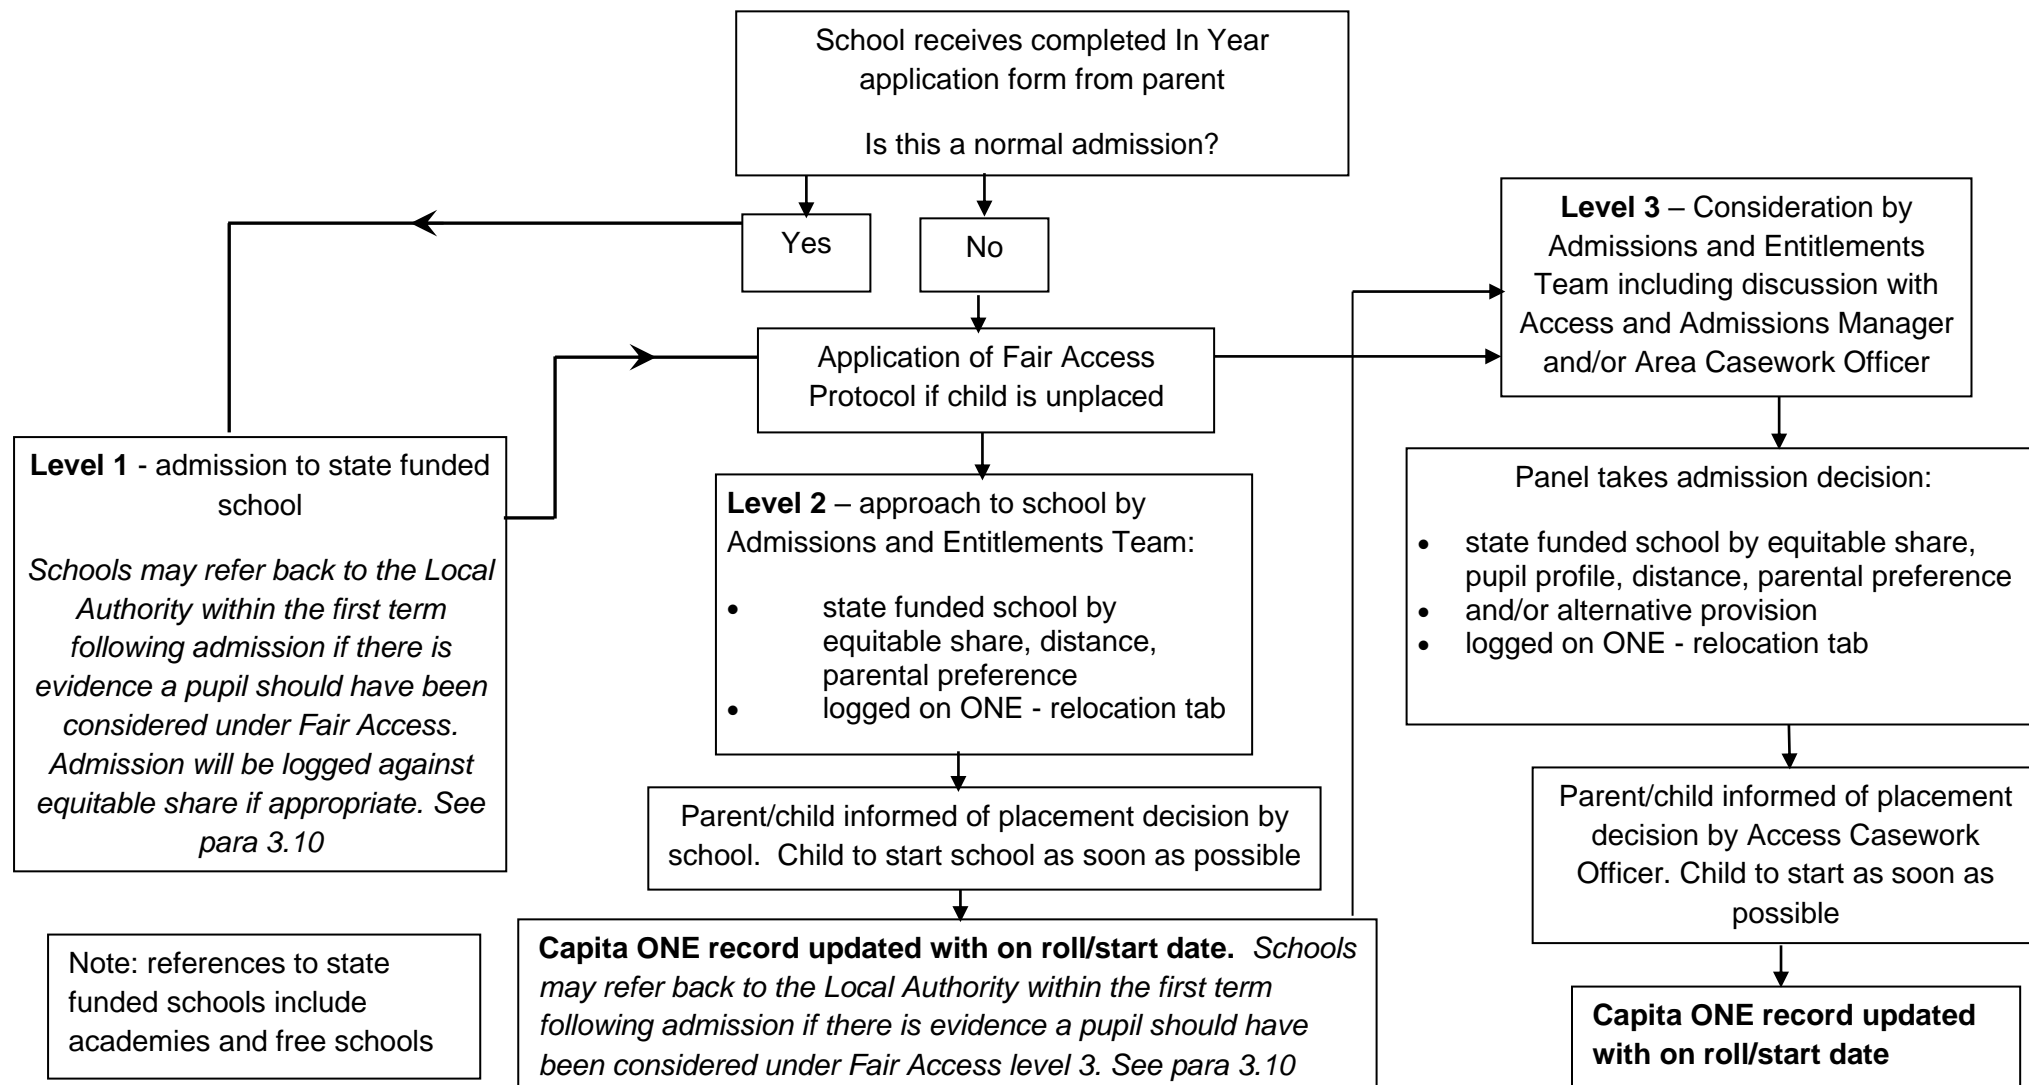 School receives completed In Year
application form from parent
Is this a normal admission?
Yes
No
Application of Fair Access
Protocol if child is unplaced
Level 1 - admission to state funded
school
Schools may refer back to the Local
Authority within the first term
following admission if there is
evidence a pupil should have been
considered under Fair Access.
Admission will be logged against
equitable share if appropriate. See
para 3.10
Level 2 – approach to school by
Admissions and Entitlements Team:
• state funded school by
equitable share, distance,
parental preference
• logged on ONE - relocation tab
Parent/child informed of placement decision by
school.  Child to start school as soon as possible
Capita ONE record updated with on roll/start date.  Schools
may refer back to the Local Authority within the first term
following admission if there is evidence a pupil should have
been considered under Fair Access level 3. See para 3.10
Level 3 – Consideration by
Admissions and Entitlements
Team including discussion with
Access and Admissions Manager
and/or Area Casework Officer
Panel takes admission decision:
• state funded school by equitable share,
pupil profile, distance, parental preference
• and/or alternative provision
• logged on ONE - relocation tab
Parent/child informed of placement
decision by Access Casework
Officer. Child to start as soon as
possible
Capita ONE record updated
with on roll/start date
Note: references to state
funded schools include
academies and free schools